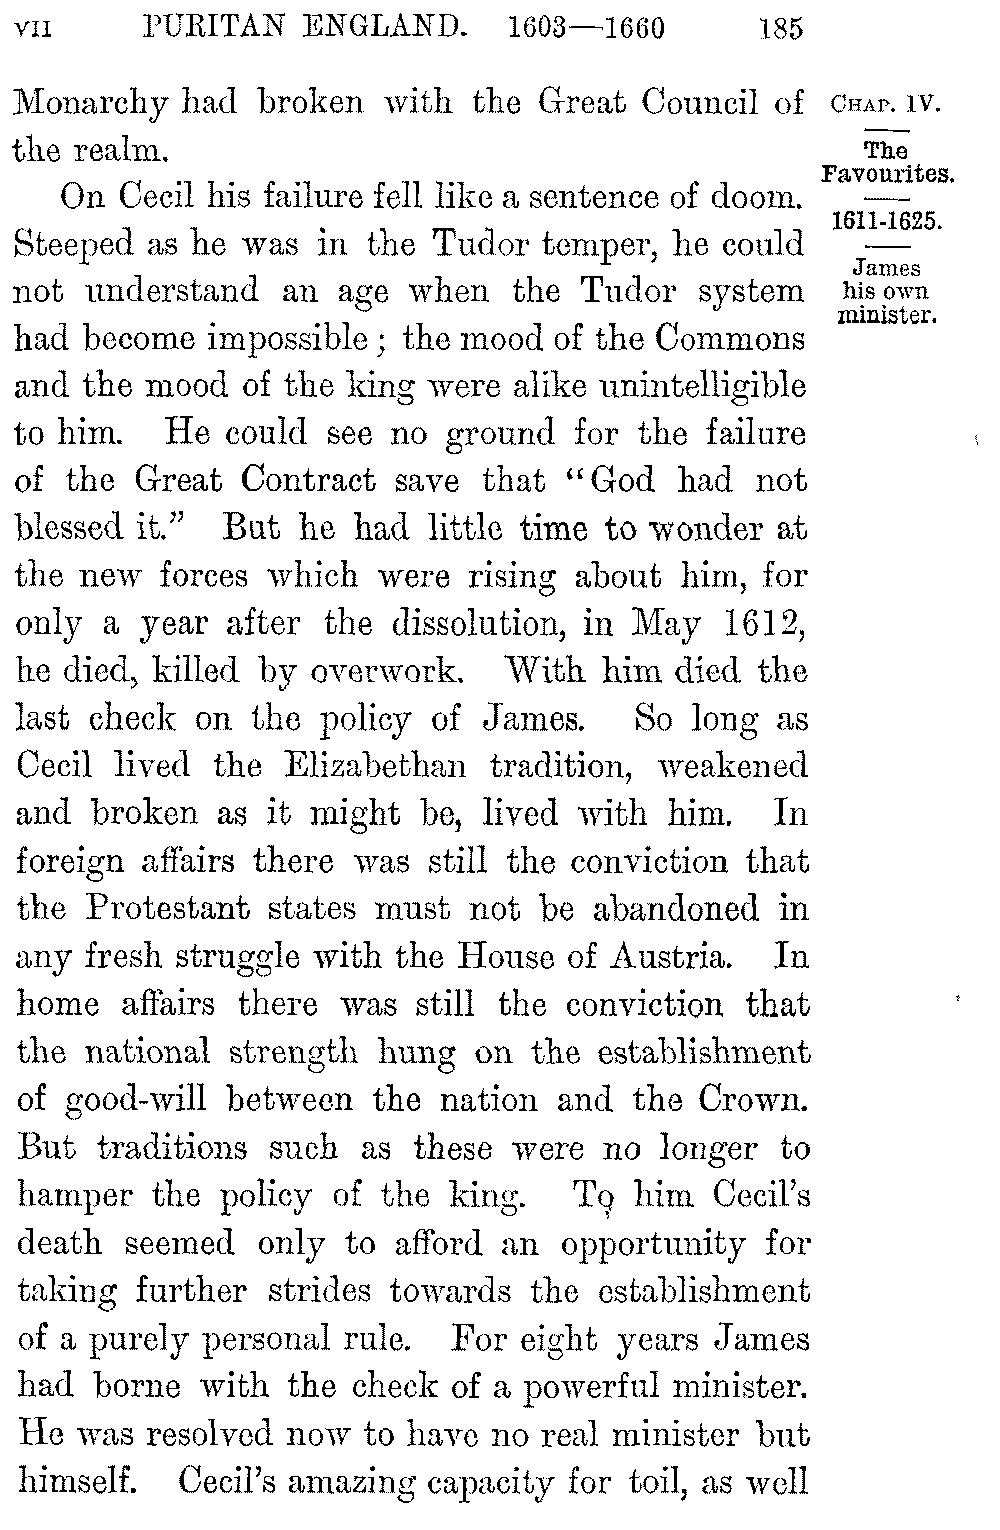 VII PURITAN ENGLAND. 1603—1660 185
Monarchy had broken with the Great Council of
the realm.
On Cecil his failure fell like a sentence of doom.
Steeped as he was in the Tudor temper, he could
not understand an age when the Tudor system
had become impossible; the mood of the Commons
and the mood of the king were alike unintelligible
to him. He could see no ground for the failure
of the Great Contract save that “God had not
blessed it.” But he had little time to wonder at
the new forces which were rising about him, for
only a year after the dissolution, in May 1612,
he died, killed by overwork. With him died the
last check on the policy of James. So long as
Cecil lived the Elizabethan tradition, weakened
and broken as it might be, lived with him. In
foreign affairs there was still the conviction that
the Protestant states must not be abandoned in
any fresh struggle with the House of Austria. In
home affairs there was still the conviction that
the national strength hung on the establishment
of good-will between the nation and the Crown.
But traditions such as these were no longer to
hamper the policy of the king. To him Cecil’s
death seemed only to afford an opportunity for
taking further strides towards the establishment
of a purely personal rule. For eight years James
had borne with the check of a powerful minister.
He was resolved now to have no real minister but
himself. Cecil’s amazing capacity for toil, as well
CHAP. IV.
The
Favourites.
1611-1625.
James
his own
minister.